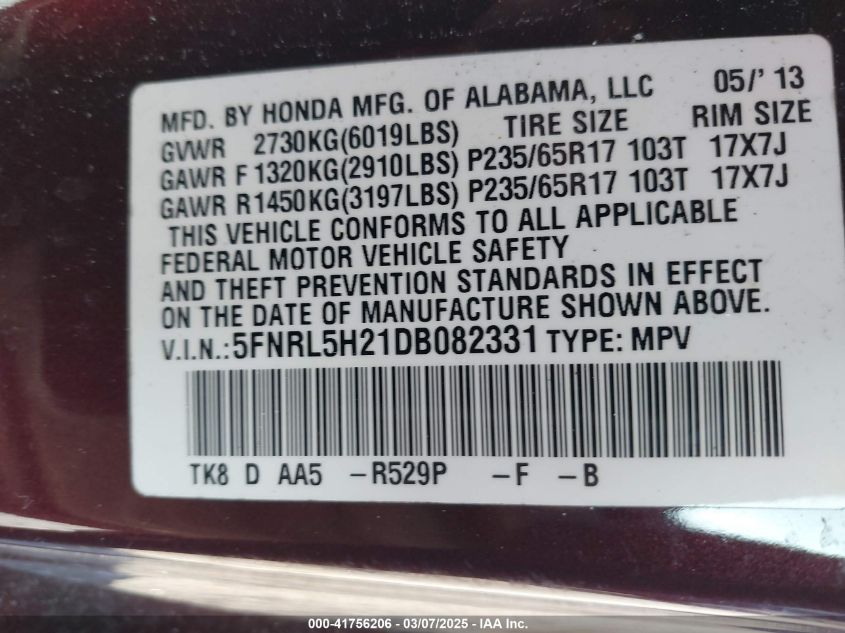 MFD. BY HONDA MFG. OF ALABAMA, LLC 05/' 13
GVWR 2730KG(6019LBS) TIRE SIZE RIM SIZE
GAWR F 1320KG(2910LBS) P235/65R17 103T 17X7J
GAWR R1450KG(3197LBS) P235/65R17 103T 17X7J
THIS VEHICLE CONFORMS TO ALL APPLICABLE
FEDERAL MOTOR VEHICLE SAFETY
AND THEFT PREVENTION STANDARDS IN EFFECT
ON THE DATE OF MANUFACTURE SHOWN ABOVE.
V.I.N.:5FNRL5H21DB082331 TYPE: MPV
TK8 D AA5 -R529P -F -B
000-41756206 - 03/07/2025 - IAA Inc.